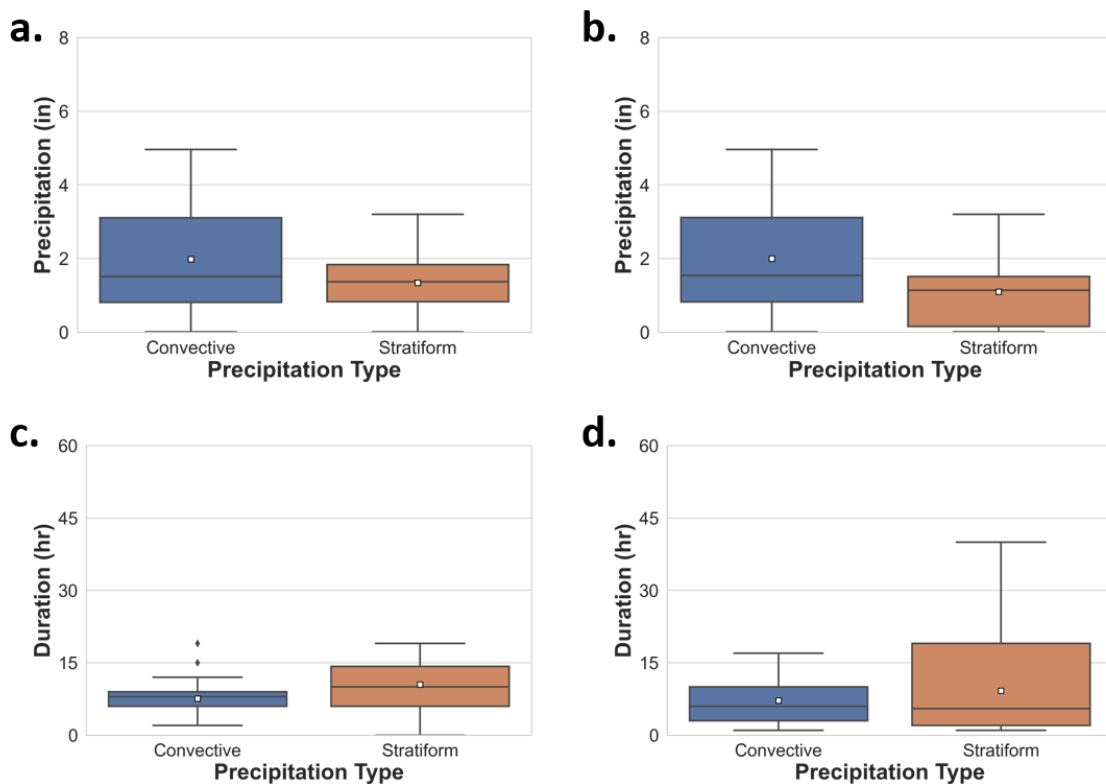 a.
8
6
4
2
0
Precipitation (in)
Convective Stratiform
Precipitation Type
b.
8
6
4
2
0
Precipitation (in)
Convective Stratiform
Precipitation Type
c.
60
45
30
15
0
Duration (hr)
Convective Stratiform
Precipitation Type
d.
60
45
30
15
0
Duration (hr)
Convective Stratiform
Precipitation Type